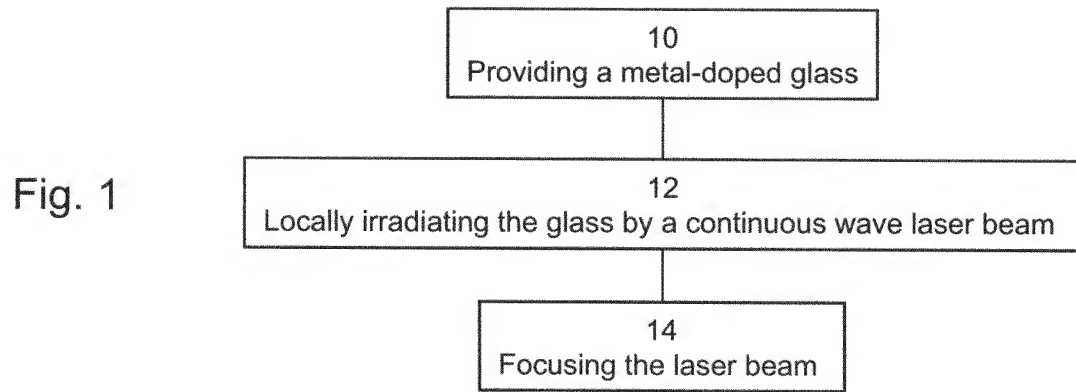 10
Providing a metal-doped glass
Fig. 1
12
Locally irradiating the glass by a continuous wave laser beam
14
Focusing the laser beam